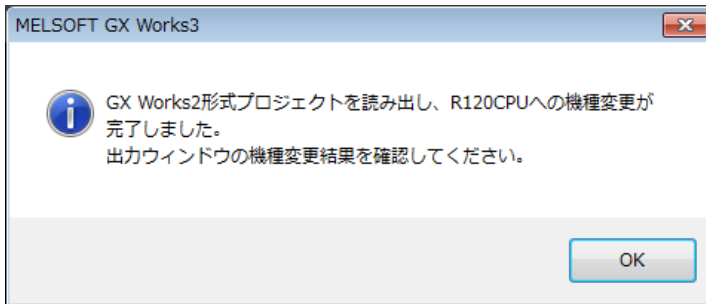 MELSOFT GX Works3
GX Works2形式プロジェクトを読み出し、R120CPUへの機種変更が
完了しました。
出力ウィンドウの機種変更結果を確認してください。
OK